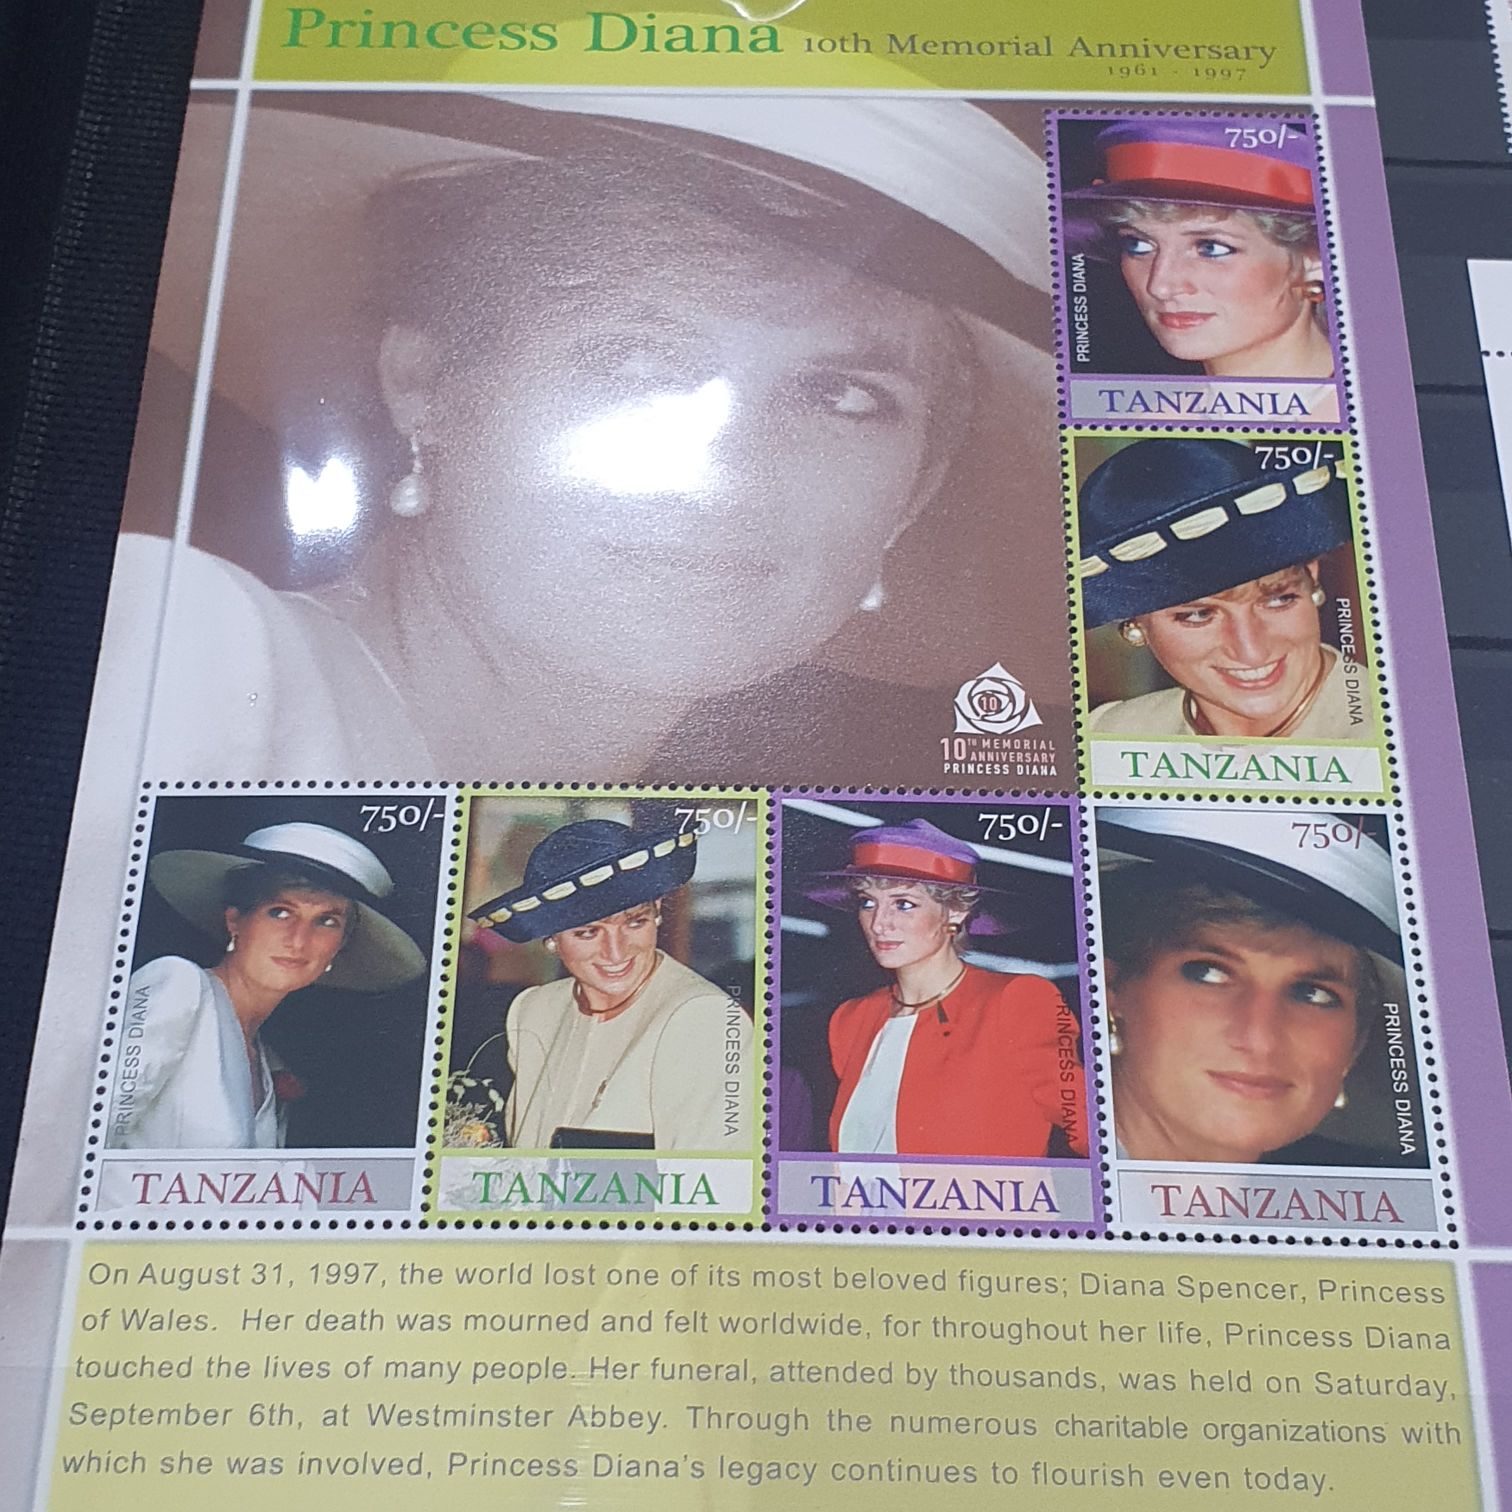 Princess Diana 10th Memorial Anniversary
1961 - 1997
750/-
PRINCESS DIANA
TANZANIA
750/-
PRINCESS DIANA
TANZANIA
10
10TH MEMORIAL
ANNIVERSARY
PRINCESS DIANA
750/-
PRINCESS DIANA
TANZANIA
750/-
PRINCESS DIANA
TANZANIA
750/-
PRINCESS DIANA
TANZANIA
750/-
PRINCESS DIANA
TANZANIA
On August 31, 1997, the world lost one of its most beloved figures; Diana Spencer, Princess
of Wales. Her death was mourned and felt worldwide, for throughout her life, Princess Diana
touched the lives of many people. Her funeral, attended by thousands, was held on Saturday,
September 6th, at Westminster Abbey. Through the numerous charitable organizations with
which she was involved, Princess Diana's legacy continues to flourish even today.